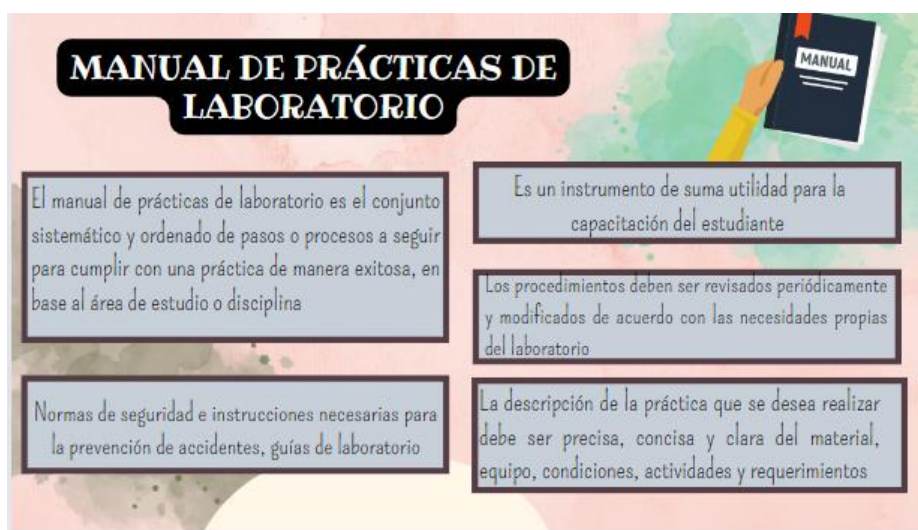 MANUAL DE PRÁCTICAS DE
LABORATORIO
MANUAL
El manual de prácticas de laboratorio es el conjunto
sistemático y ordenado de pasos o procesos a seguir
para cumplir con una práctica de manera exitosa, en
base al área de estudio o disciplina
Normas de seguridad e instrucciones necesarias para
la prevención de accidentes, guías de laboratorio
Es un instrumento de suma utilidad para la
capacitación del estudiante
Los procedimientos deben ser revisados periódicamente
y modificados de acuerdo con las necesidades propias
del laboratorio
La descripción de la práctica que se desea realizar
debe ser precisa, concisa y clara del material,
equipo, condiciones, actividades y requerimientos